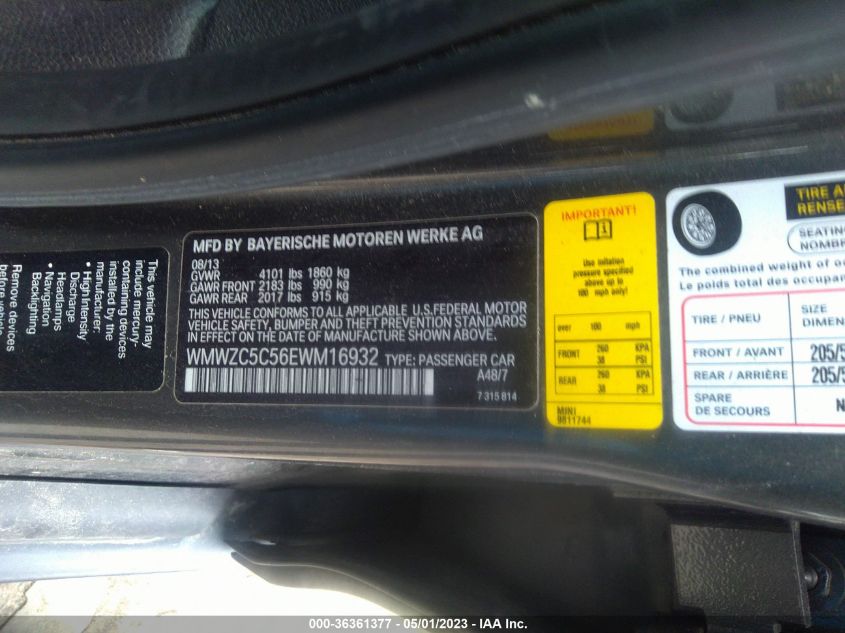 MFD BY BAYERISCHE MOTOREN WERKE AG
08/13
GVWR 4101 lbs 1860 kg
GAWR FRONT 2183 lbs 990 kg
GAWR REAR 2017 lbs 915 kg
THIS VEHICLE CONFORMS TO ALL APPLICABLE U.S.FEDERAL MOTOR
VEHICLE SAFETY, BUMPER AND THEFT PREVENTION STANDARDS
IN EFFECT ON THE DATE OF MANUFACTURE SHOWN ABOVE.
WMWZC5C56EWM16932 TYPE: PASSENGER CAR
A48/7
7 315 814
This vehicle may
include mercury-
containing devices
installed by the
manufacturer:
• High Intensity
Discharge
Headlamps
• Navigation
Backlighting
Remove devices
before vehicle
IMPORTANT!
Use inflation
pressure specified
above up to
100 mph only!
over 100 mph
FRONT 260 KPA
38 PSI
REAR 260 KPA
38 PSI
MINI
9811744
TIRE A
RENSE
SEATING
NOMB
The combined weight of oc
Le poids total des occupan
TIRE / PNEU
SIZE
DIMEN
FRONT / AVANT 205/5
REAR / ARRIÈRE 205/5
SPARE
DE SECOURS N
000-36361377 - 05/01/2023 - IAA Inc.